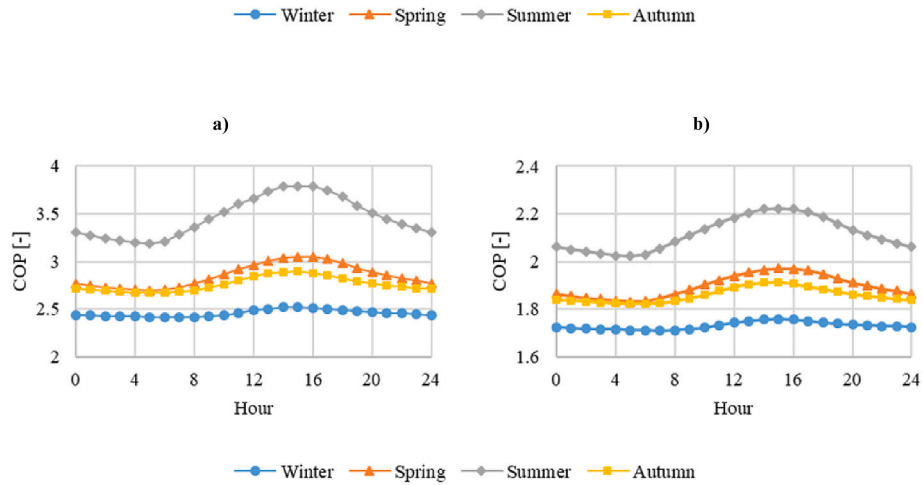 Winter Spring Summer Autumn
a) b)
4
3.5
3
2.5
2
COP [-]
0 4 8 12 16 20 24
Hour
2.4
2.2
2
1.8
1.6
COP [-]
0 4 8 12 16 20 24
Hour
Winter Spring Summer Autumn